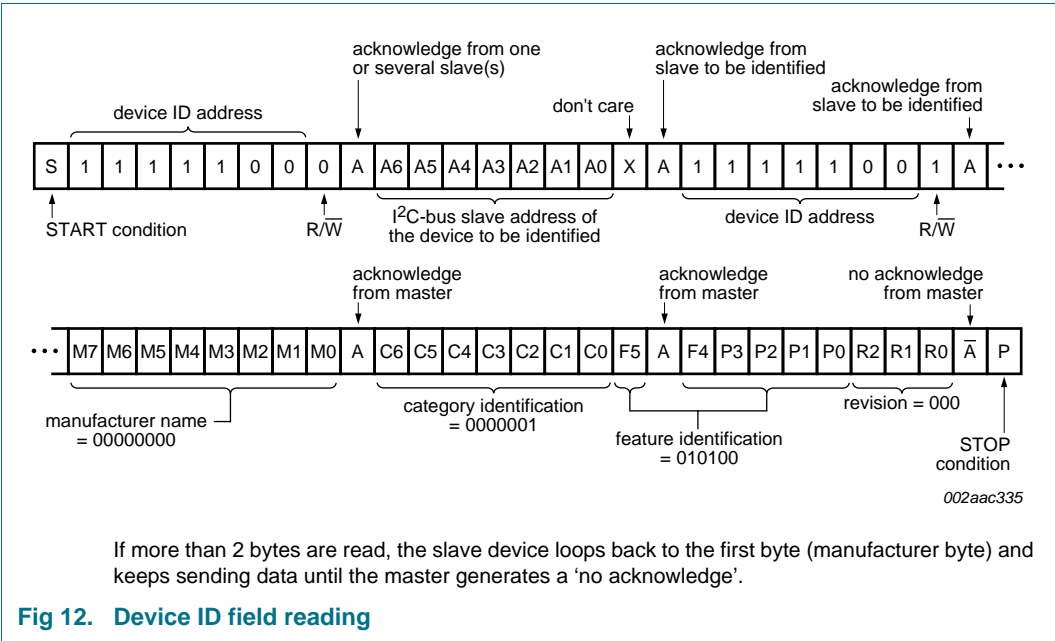 acknowledge from one
or several slave(s)
acknowledge from
slave to be identified
acknowledge from
slave to be identified
device ID address
don't care
S 1 1 1 1 1 0 0 0 A A6 A5 A4 A3 A2 A1 A0 X A 1 1 1 1 1 0 0 1 A •••
START condition
R/W̅
I²C-bus slave address of
the device to be identified
device ID address
R/W̅
acknowledge
from master
acknowledge
from master
no acknowledge
from master
••• M7 M6 M5 M4 M3 M2 M1 M0 A C6 C5 C4 C3 C2 C1 C0 F5 A F4 P3 P2 P1 P0 R2 R1 R0 A̅ P
manufacturer name
= 00000000
category identification
= 0000001
feature identification
= 010100
revision = 000
STOP
condition
002aac335
If more than 2 bytes are read, the slave device loops back to the first byte (manufacturer byte) and
keeps sending data until the master generates a ‘no acknowledge’.
Fig 12. Device ID field reading